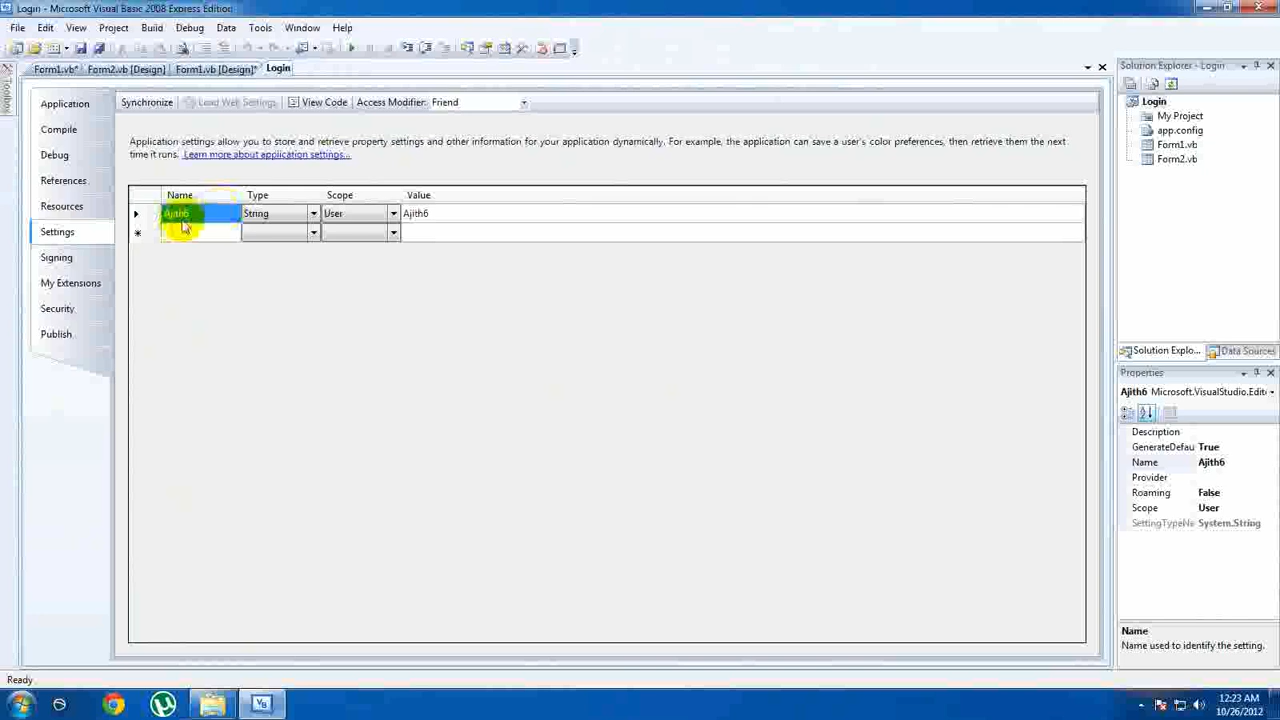 Login - Microsoft Visual Basic 2008 Express Edition
File Edit View Project Build Debug Data Tools Window Help
Form1.vb* Form2.vb [Design] Form1.vb [Design]* Login
Toolbox
Application
Compile
Debug
References
Resources
Settings
Signing
My Extensions
Security
Publish
Synchronize Load Web Settings View Code Access Modifier: Friend
Application settings allow you to store and retrieve property settings and other information for your application dynamically. For example, the application can save a user's color preferences, then retrieve them the next
time it runs. Learn more about application settings...
Name Type Scope Value
Ajith6 String User Ajith6
Solution Explorer - Login
Login
My Project
app.config
Form1.vb
Form2.vb
Solution Explo... Data Sources
Properties
Ajith6 Microsoft.VisualStudio.Edit
Description
GenerateDefau True
Name Ajith6
Provider
Roaming False
Scope User
SettingTypeNa System.String
Name
Name used to identify the setting.
Ready
12:23 AM
10/26/2012